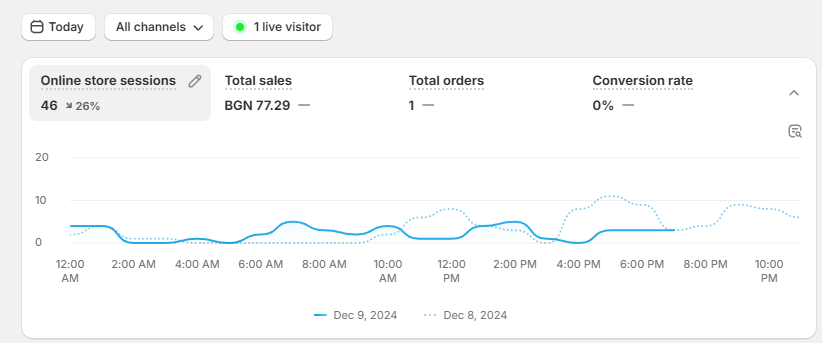 Today All channels 1 live visitor
Online store sessions Total sales Total orders Conversion rate
46 26% BGN 77.29 — 1 — 0% —
20
10
0
12:00 AM 2:00 AM 4:00 AM 6:00 AM 8:00 AM 10:00 AM 12:00 PM 2:00 PM 4:00 PM 6:00 PM 8:00 PM 10:00 PM
Dec 9, 2024 Dec 8, 2024